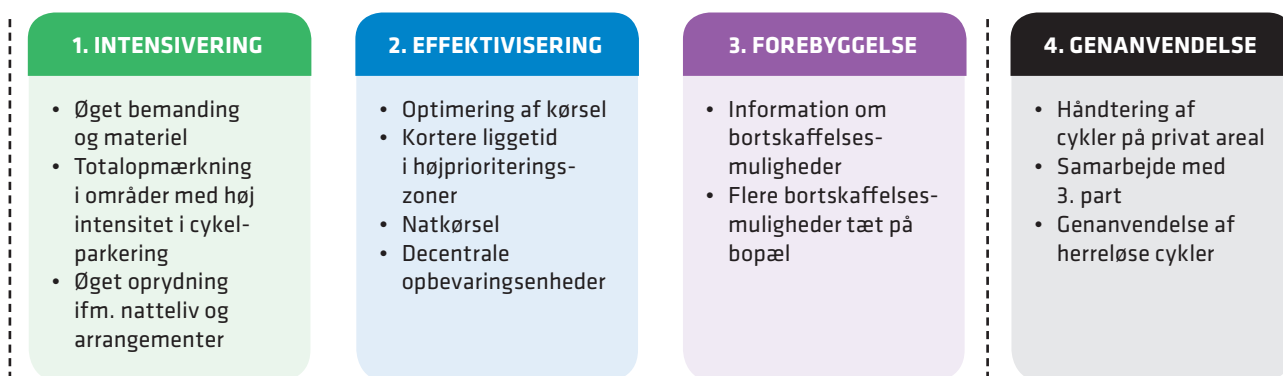 1. INTENSIVERING
• Øget bemanding
og materiel
• Totalopmærkning
i områder med høj
intensitet i cykel-
parkering
• Øget oprydning
ifm. natteliv og
arrangementer
2. EFFEKTIVISERING
• Optimering af kørsel
• Kortere liggetid
i højprioriterings-
zoner
• Natkørsel
• Decentrale
opbevaringsenheder
3. FOREBYGGELSE
• Information om
bortskaffelses-
muligheder
• Flere bortskaffelses-
muligheder tæt på
bopæl
4. GENANVENDELSE
• Håndtering af
cykler på privat areal
• Samarbejde med
3. part
• Genanvendelse af
herreløse cykler